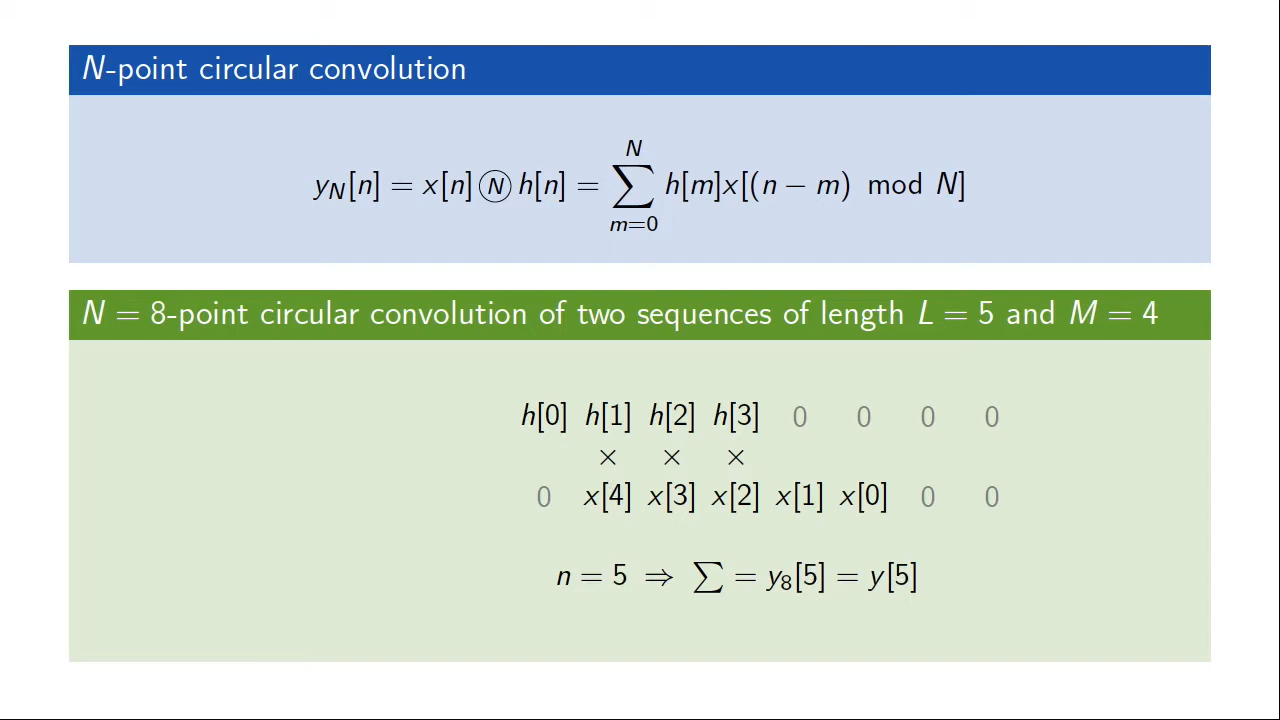 N-point circular convolution
N
y_N[n] = x[n] Ⓝ h[n] = ∑ h[m]x[(n − m) mod N]
m=0
N = 8-point circular convolution of two sequences of length L = 5 and M = 4
h[0] h[1] h[2] h[3] 0 0 0 0
× × ×
0 x[4] x[3] x[2] x[1] x[0] 0 0
n = 5 ⇒ ∑ = y₈[5] = y[5]